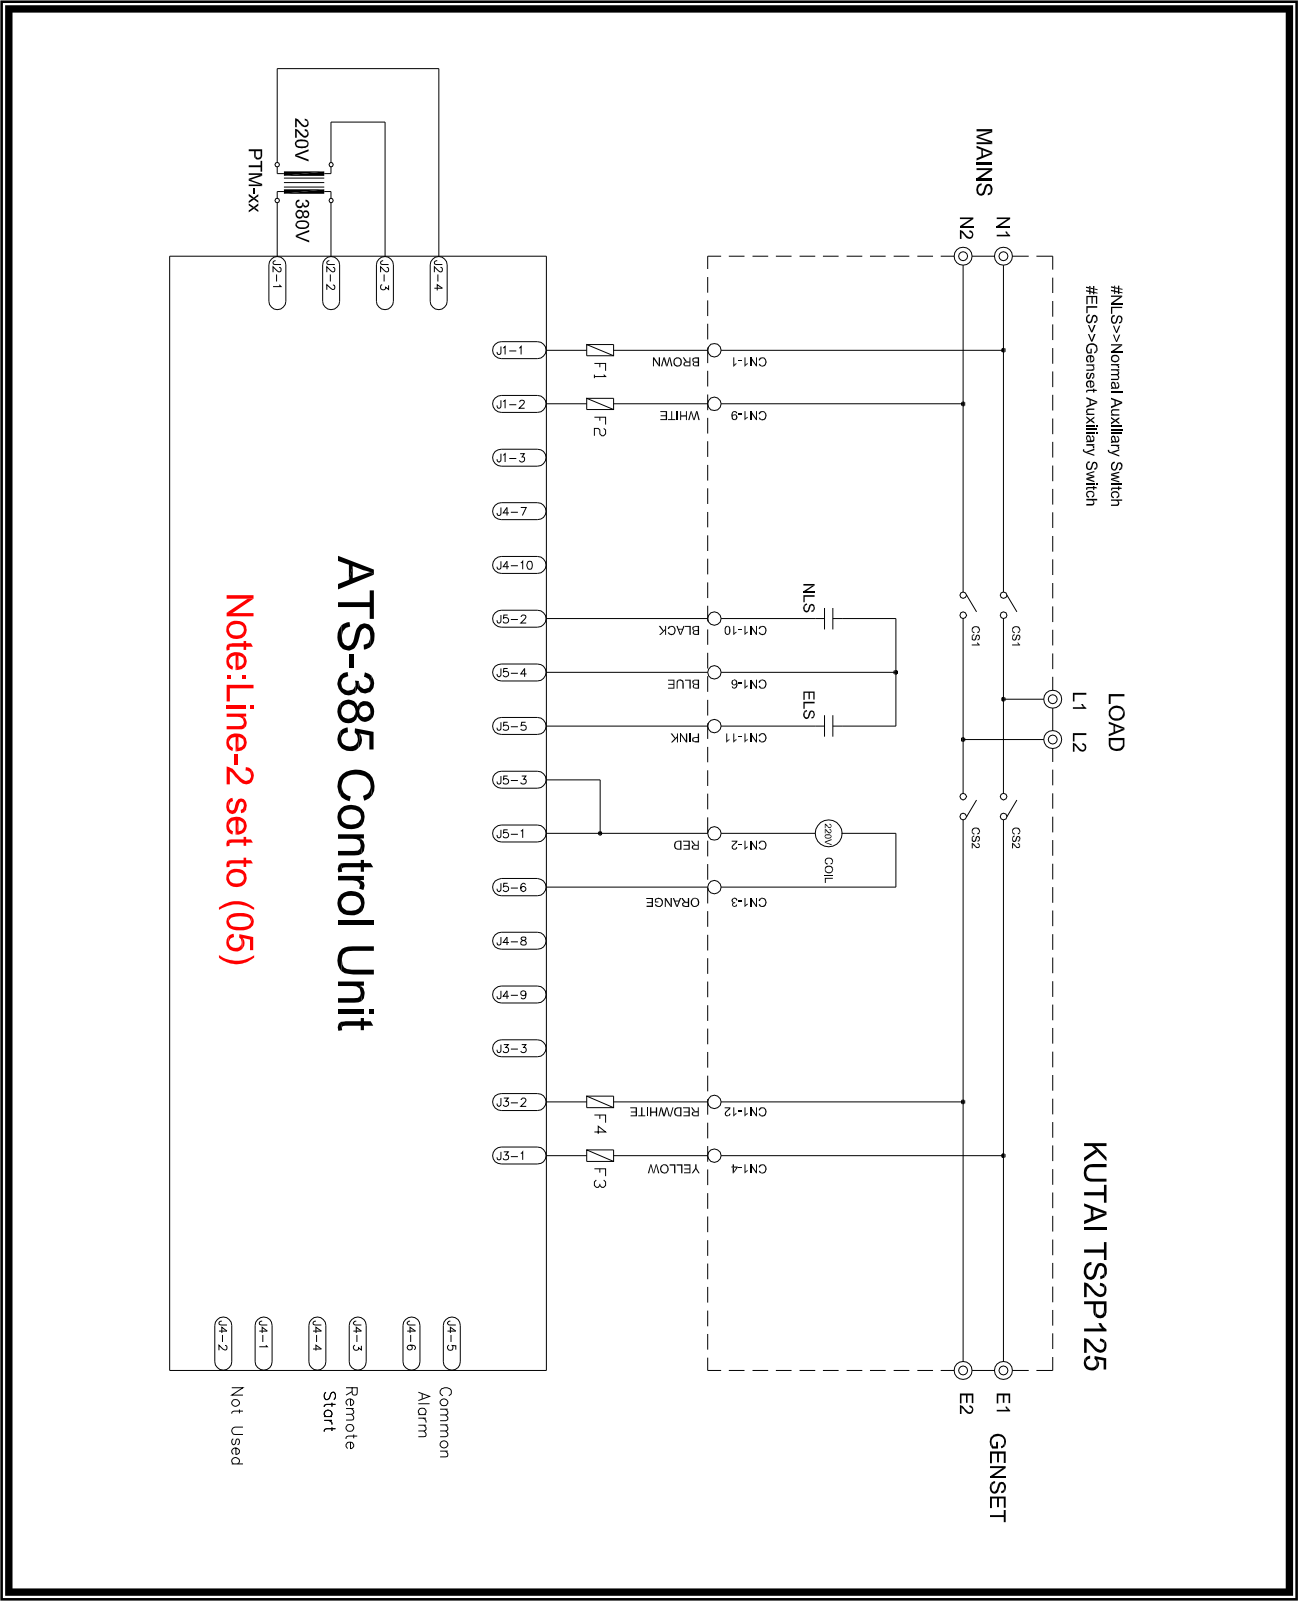 #NLS>>Normal Auxiliary Switch
#ELS>>Genset Auxiliary Switch
KUTAI TS2P125
LOAD
L1
L2
MAINS
N1
N2
CS1
CS1
CS2
CS2
E1
E2
GENSET
NLS
ELS
220V
COIL
CN1-1
CN1-9
CN1-10
CN1-6
CN1-11
CN1-2
CN1-3
CN1-12
CN1-4
BROWN
WHITE
BLACK
BLUE
PINK
RED
ORANGE
RED/WHITE
YELLOW
F1
F2
F4
F3
J1-1
J1-2
J1-3
J4-7
J4-10
J5-2
J5-4
J5-5
J5-3
J5-1
J5-6
J4-8
J4-9
J3-3
J3-2
J3-1
J2-4
J2-3
J2-2
J2-1
220V
380V
PTM-xx
ATS-385 Control Unit
Note:Line-2 set to (05)
J4-5
J4-6
Common
Alarm
J4-3
J4-4
Remote
Start
J4-1
J4-2
Not Used